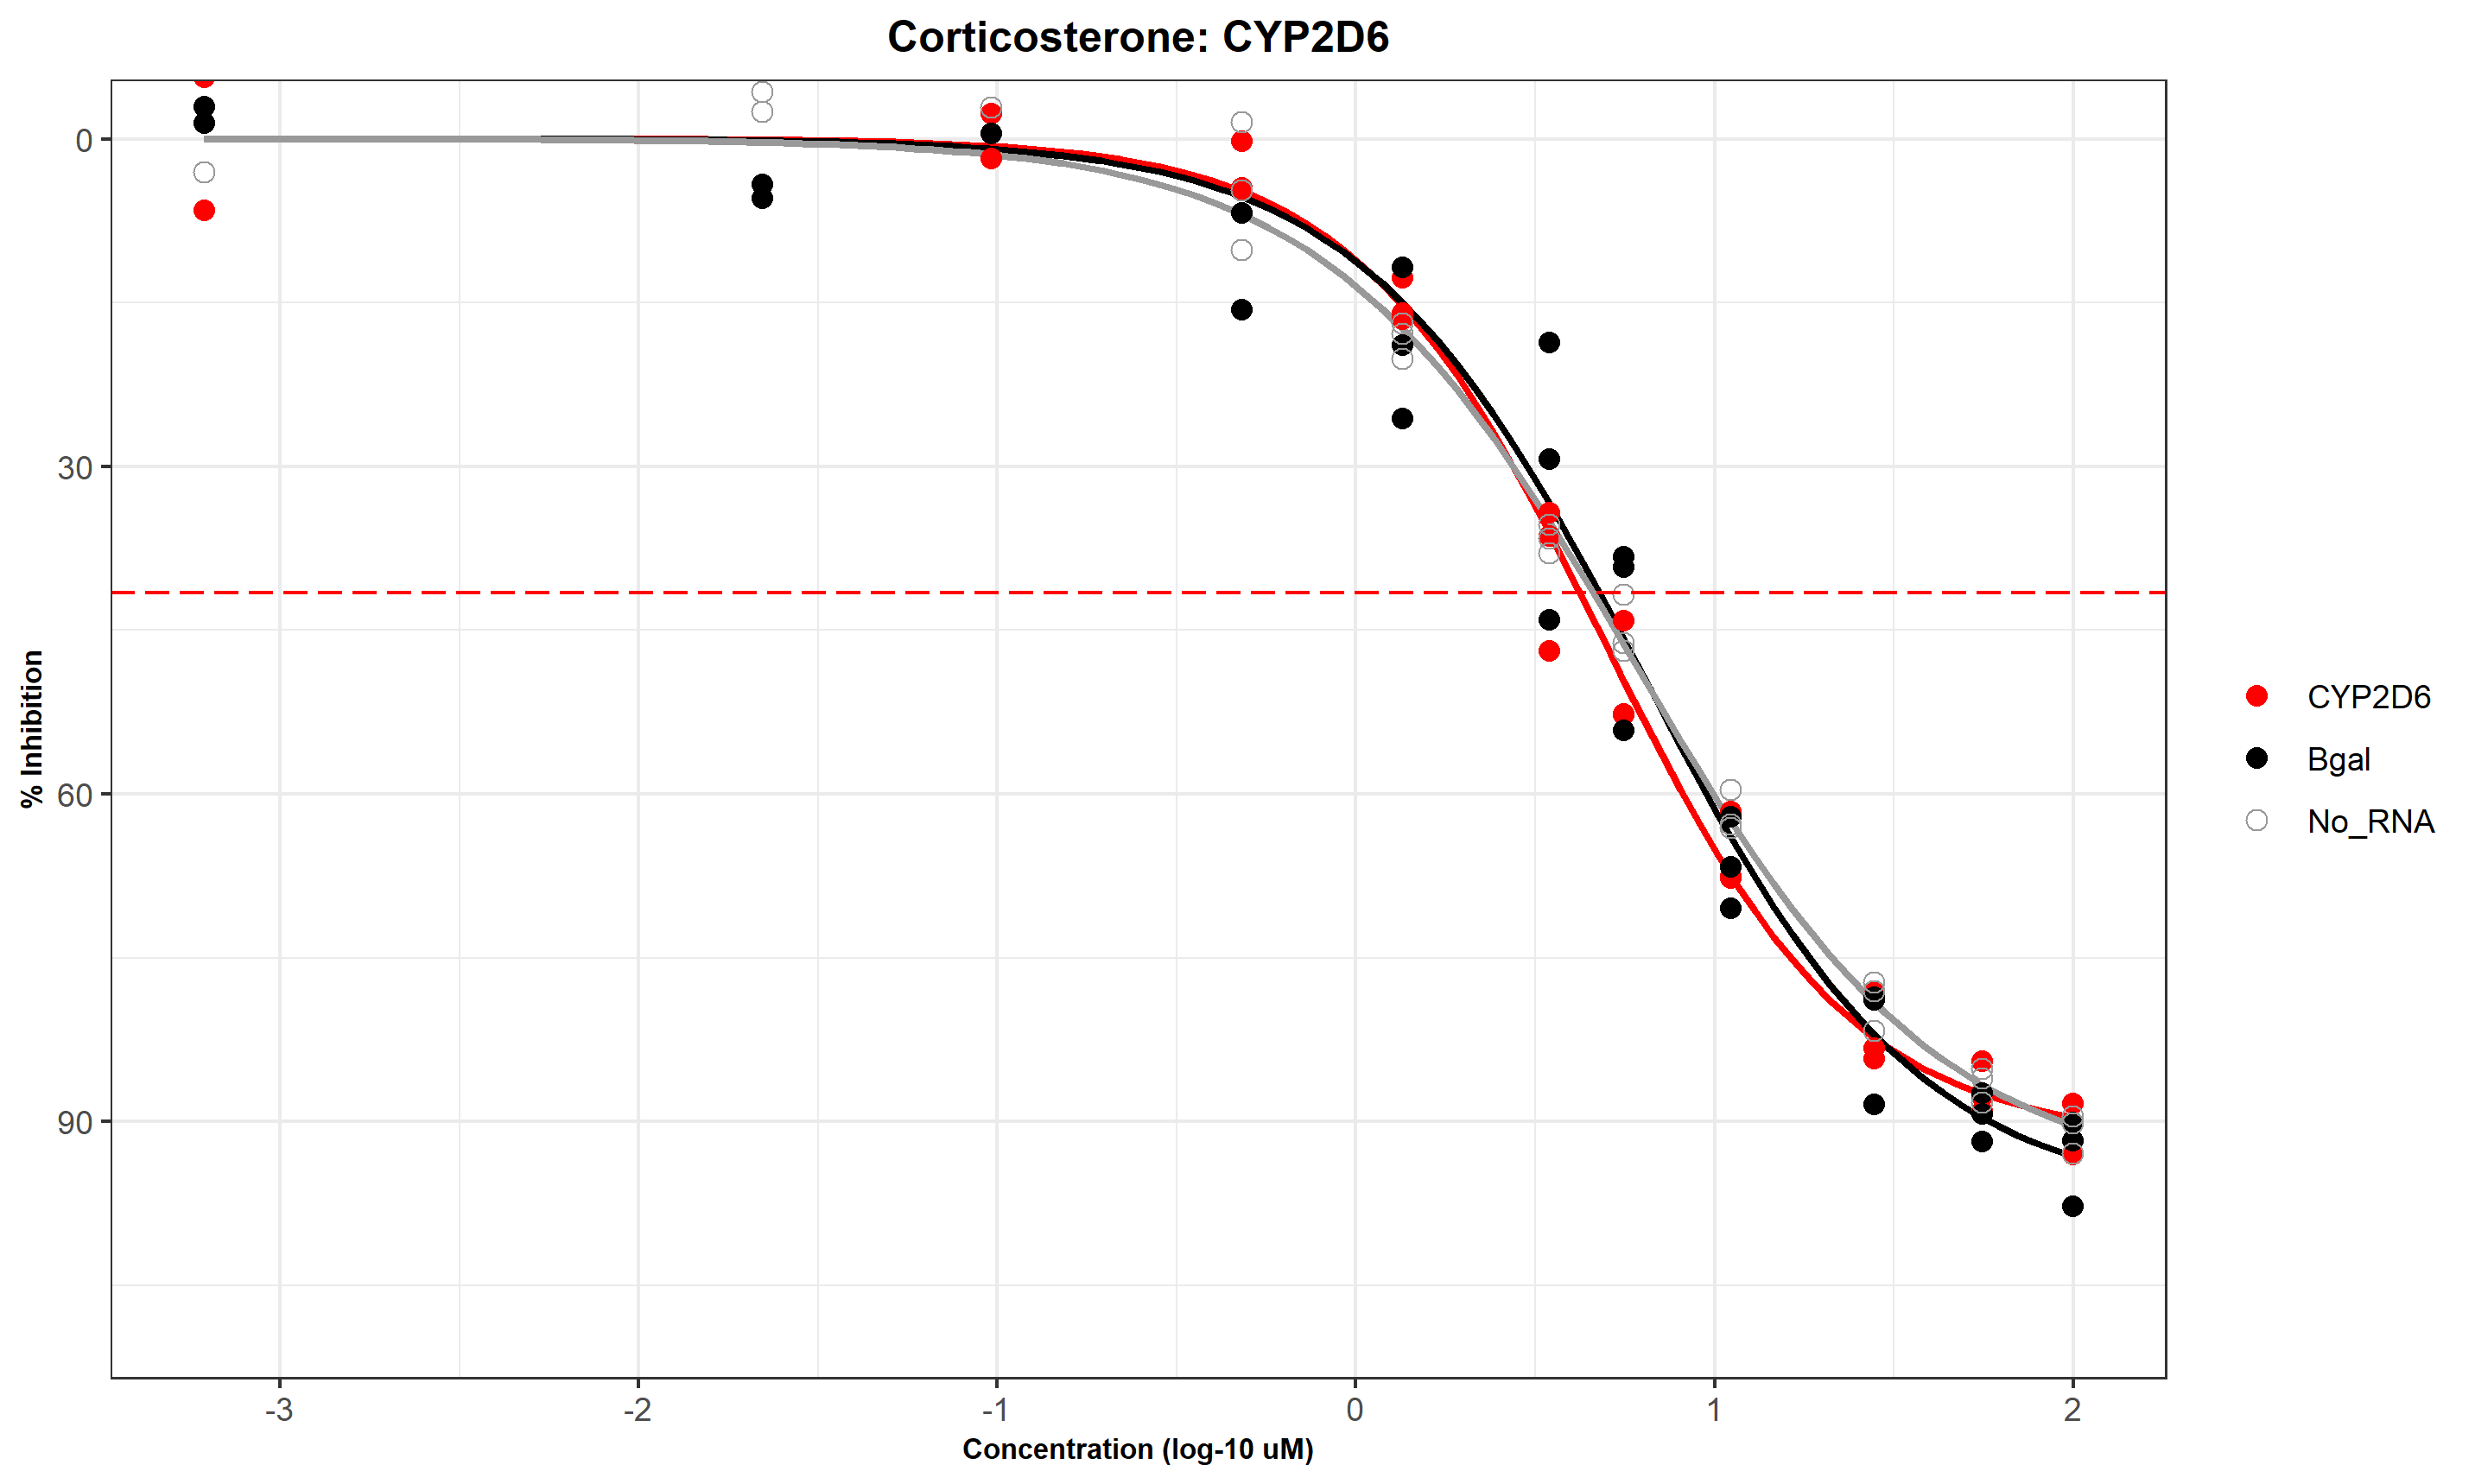 Corticosterone: CYP2D6
% Inhibition
0
30
60
90
-3
-2
-1
0
1
2
Concentration (log-10 uM)
CYP2D6
Bgal
No_RNA